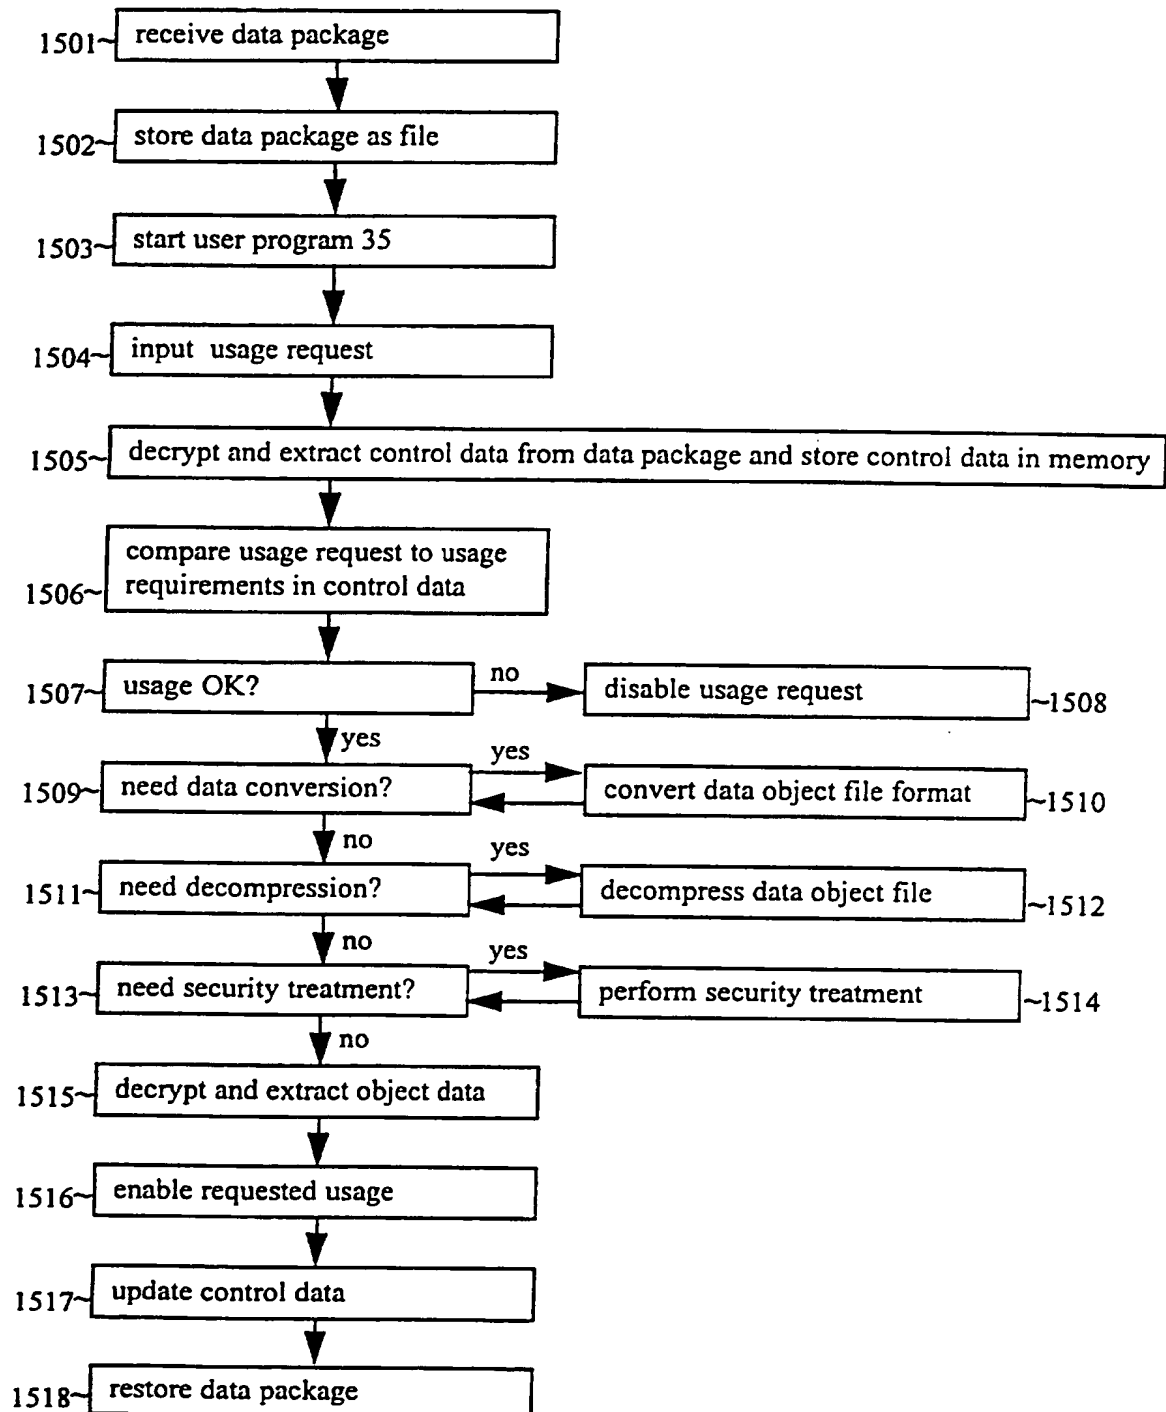 1501~ receive data package
1502~ store data package as file
1503~ start user program 35
1504~ input usage request
1505~ decrypt and extract control data from data package and store control data in memory
compare usage request to usage
1506~ requirements in control data
1507~ usage OK? no disable usage request ~1508
yes yes
1509~ need data conversion? convert data object file format ~1510
no yes
1511~ need decompression? decompress data object file ~1512
no yes
1513~ need security treatment? perform security treatment ~1514
no
1515~ decrypt and extract object data
1516~ enable requested usage
1517~ update control data
1518~ restore data package